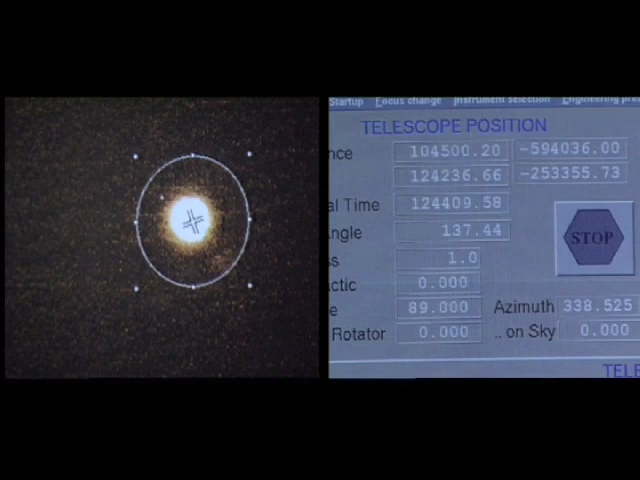 Startup Focus change Instrument selection Engineering
TELESCOPE POSITION
nce 104500.20 -594036.00
124236.66 -253355.73
al Time 124409.58
Angle 137.44
s 1.0
actic 0.000
e 89.000 Azimuth 338.525
Rotator 0.000 .. on Sky 0.000
STOP
TELE